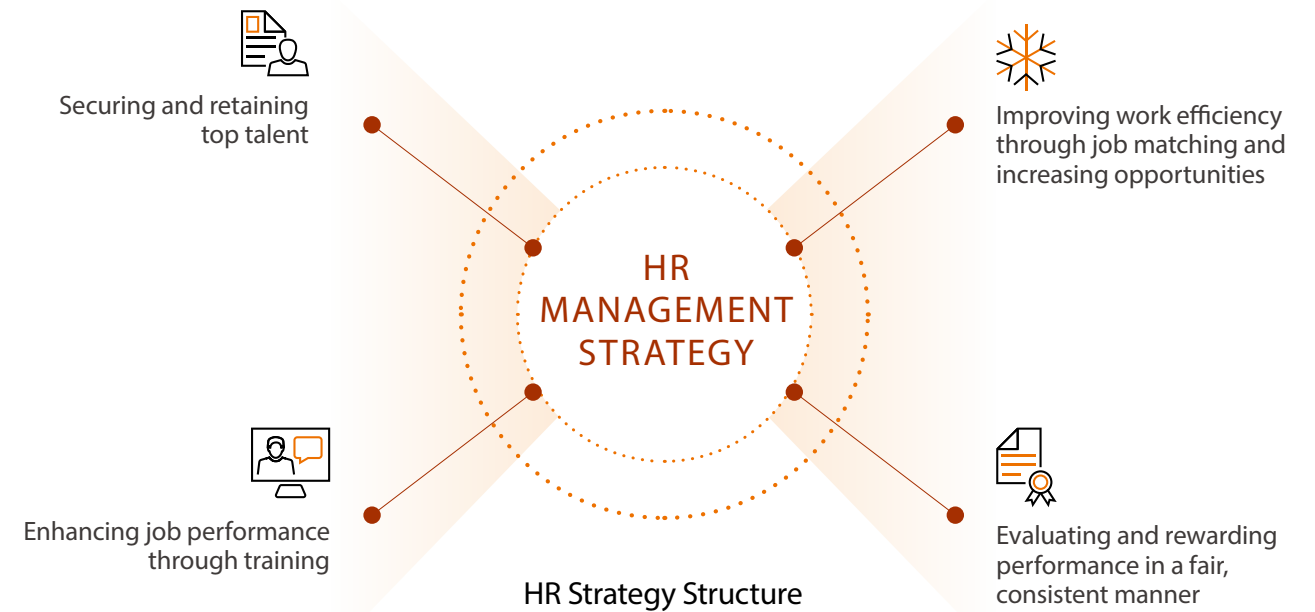 Securing and retaining
top talent
Improving work efficiency
through job matching and
increasing opportunities
HR
MANAGEMENT
STRATEGY
Enhancing job performance
through training
Evaluating and rewarding
performance in a fair,
consistent manner
HR Strategy Structure